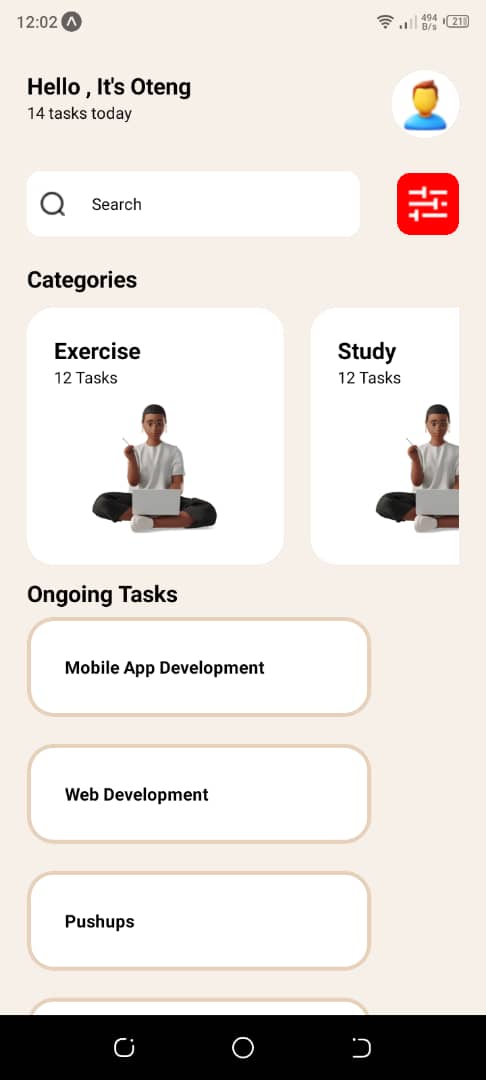 12:02
494
B/s
21
Hello , It's Oteng
14 tasks today
Search
Categories
Exercise
12 Tasks
Study
12 Tasks
Ongoing Tasks
Mobile App Development
Web Development
Pushups